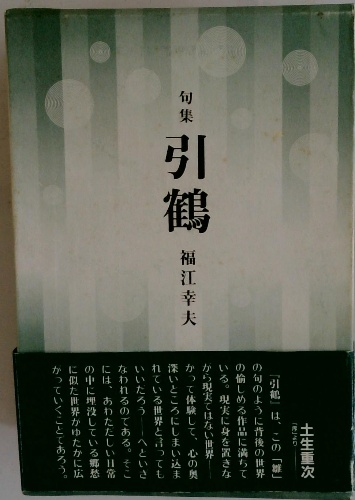 句集
引鶴
福江幸夫
土生重次
「引鶴」は、この「雛」
の句のように背後の世界
の愉しめる作品に満ちて
いる。現実に身を置きな
がら現実ではない世界―
かつて体験して、心の奥
深いところにしまい込ま
れている世界と言っても
いいだろう――へといざ
なわれるのである。そこ
には、あわただしい日常
の中に埋没している郷愁
に似た世界がゆたかに広
がっていくことであろう。